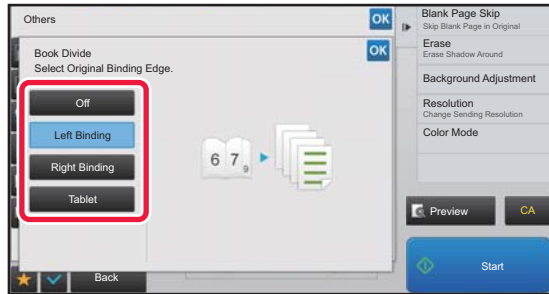 Others
OK
Book Divide
Select Original Binding Edge.
OK
Off
Left Binding
Right Binding
Tablet
6 7 9
Back
Blank Page Skip
Skip Blank Page in Original
Erase
Erase Shadow Around
Background Adjustment
Resolution
Change Sending Resolution
Color Mode
Preview
CA
Start